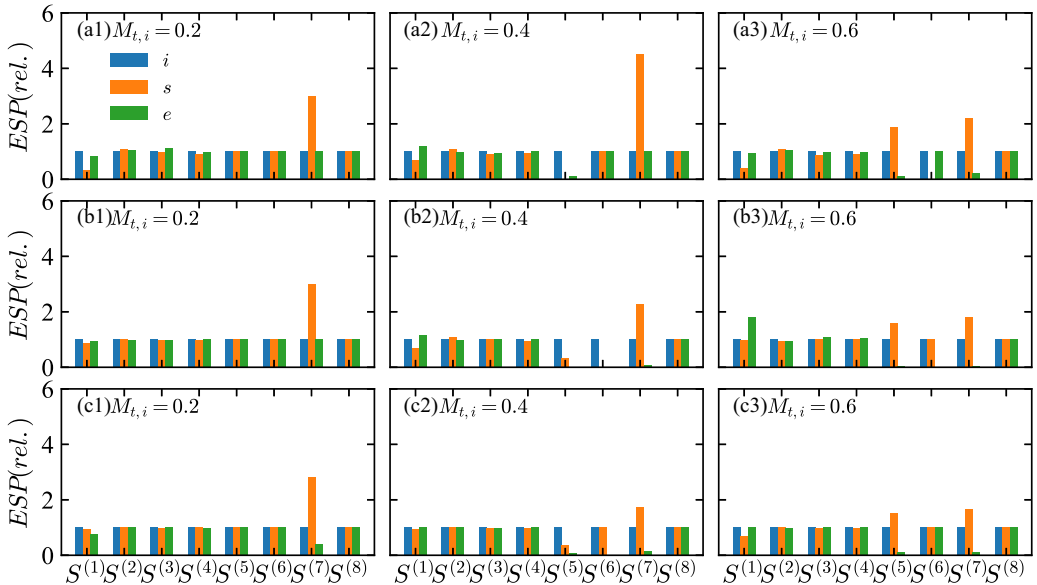 (a1)M_{t, i} = 0.2
(a2)M_{t, i} = 0.4
(a3)M_{t, i} = 0.6
ESP(rel.)
6
4
2
0
i
s
e
(b1)M_{t, i} = 0.2
(b2)M_{t, i} = 0.4
(b3)M_{t, i} = 0.6
ESP(rel.)
6
4
2
0
(c1)M_{t, i} = 0.2
(c2)M_{t, i} = 0.4
(c3)M_{t, i} = 0.6
ESP(rel.)
6
4
2
0
S^{(1)} S^{(2)} S^{(3)} S^{(4)} S^{(5)} S^{(6)} S^{(7)} S^{(8)}
S^{(1)} S^{(2)} S^{(3)} S^{(4)} S^{(5)} S^{(6)} S^{(7)} S^{(8)}
S^{(1)} S^{(2)} S^{(3)} S^{(4)} S^{(5)} S^{(6)} S^{(7)} S^{(8)}